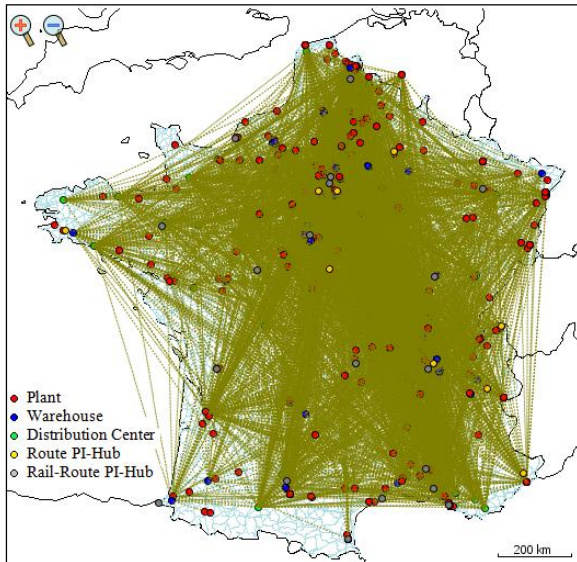 Plant
Warehouse
Distribution Center
Route PI-Hub
Rail-Route PI-Hub
200 km